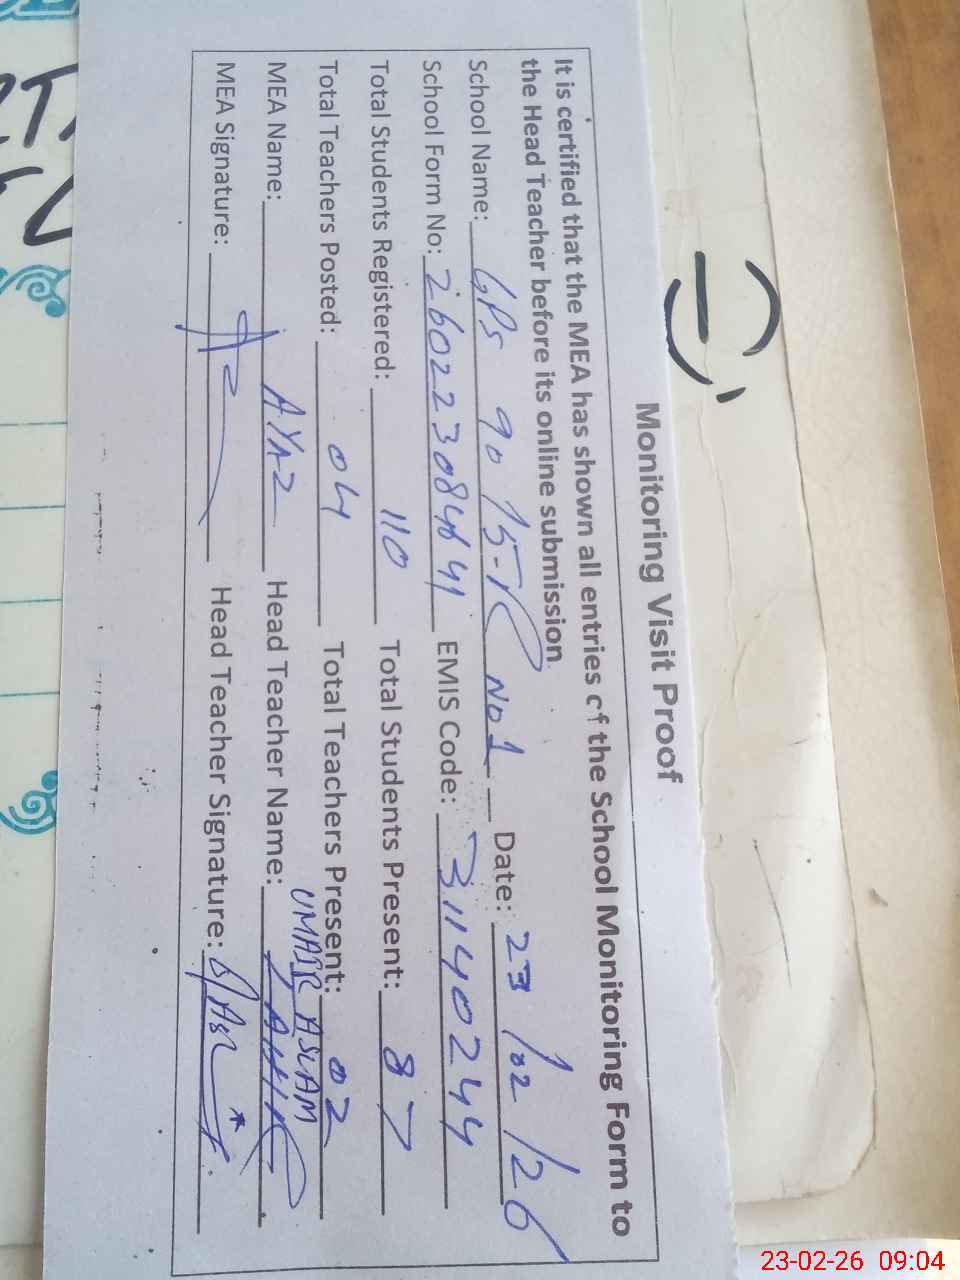 Monitoring Visit Proof
It is certified that the MEA has shown all entries of the School Monitoring Form to
the Head Teacher before its online submission.
School Name: GPS 90 15-L No 1 Date: 23/02/26
School Form No: EMIS Code: 31140244
Total Students Registered: 110 Total Students Present: 87
Total Teachers Posted: 04 Total Teachers Present: 02
UMAIR ASLAM
MEA Name: AYAZ Head Teacher Name:
MEA Signature: Head Teacher Signature:
23-02-26 09:04